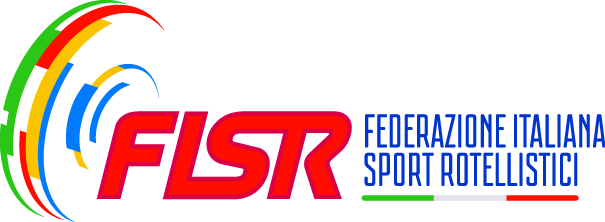 FISR
FEDERAZIONE ITALIANA
SPORT ROTELLISTICI